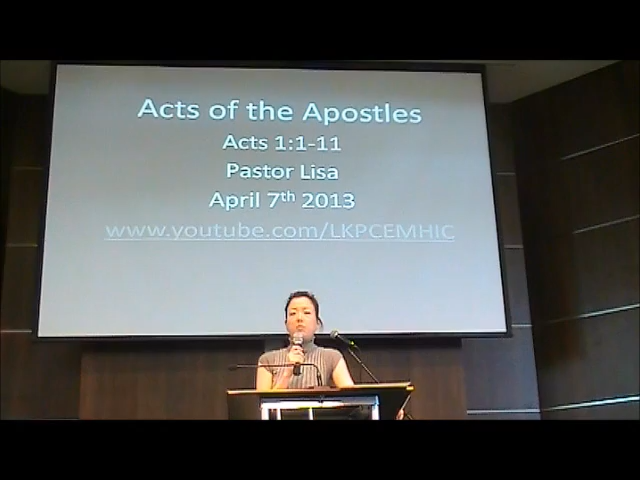 Acts of the Apostles
Acts 1:1-11
Pastor Lisa
April 7th 2013
www.youtube.com/LKPCEMHIC